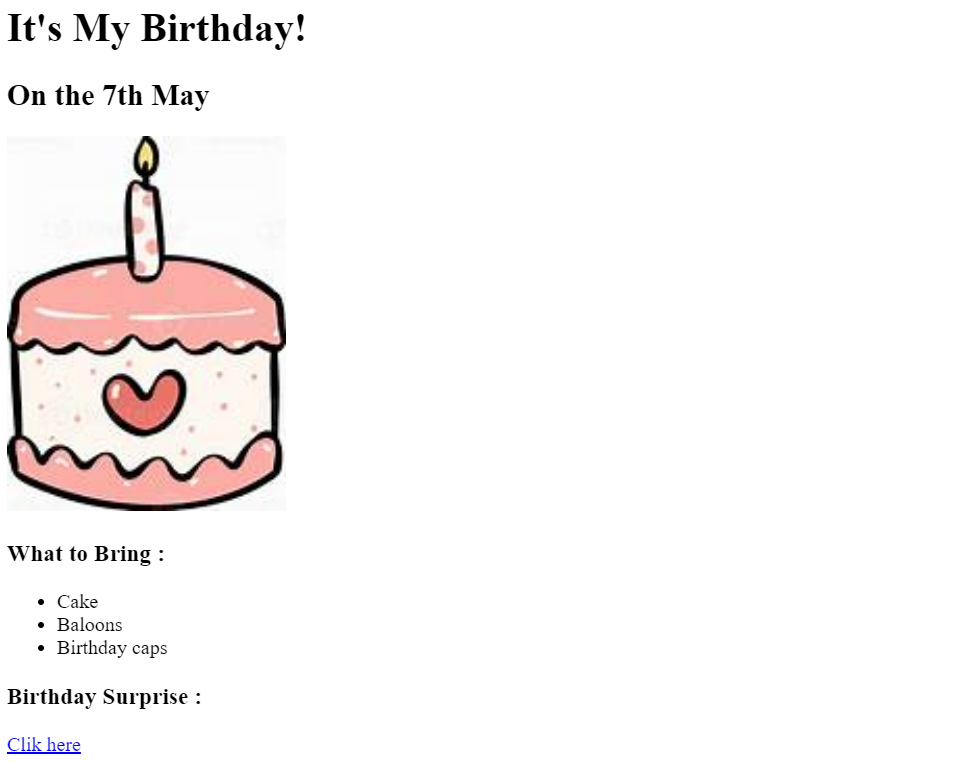 It's My Birthday!
On the 7th May
What to Bring :
Cake
Baloons
Birthday caps
Birthday Surprise :
Clik here